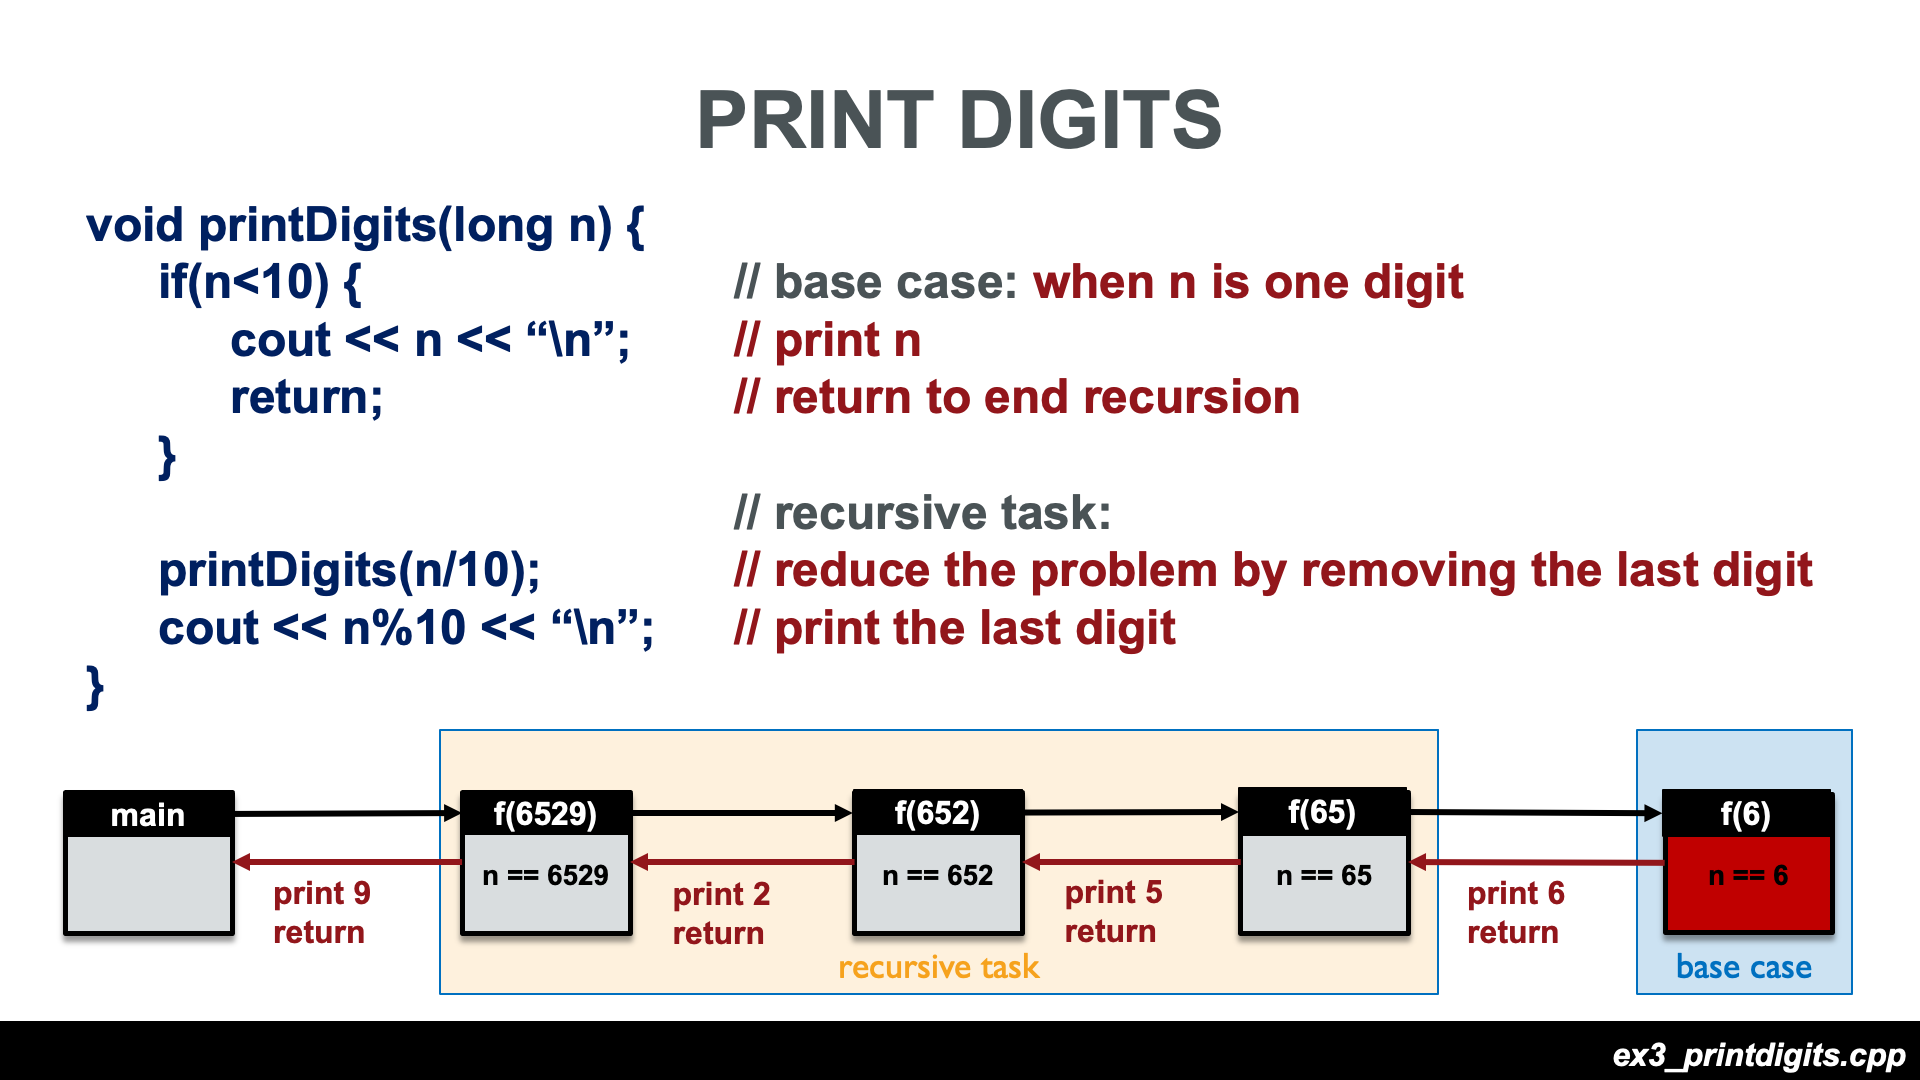 PRINT DIGITS
void printDigits(long n) {
if(n<10) { // base case: when n is one digit
cout << n << “\n”; // print n
return; // return to end recursion
}
// recursive task:
printDigits(n/10); // reduce the problem by removing the last digit
cout << n%10 << “\n”; // print the last digit
}
main f(6529) f(652) f(65) f(6)
n == 6529 n == 652 n == 65 n == 6
print 9 print 2 print 5 print 6
return return return return
recursive task base case
ex3_printdigits.cpp